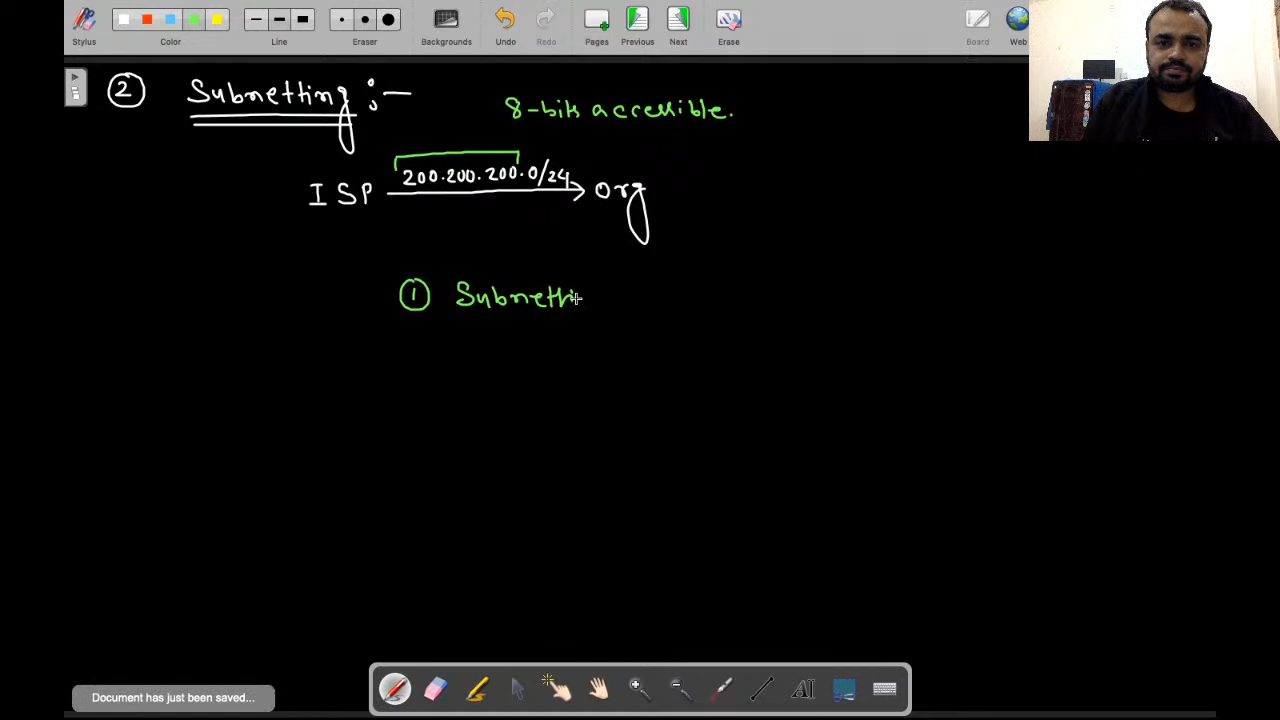 Stylus
Color
Line
Eraser
Backgrounds
Undo
Redo
Pages
Previous
Next
Erase
Board
Web
② Subnetting :-
8-bits accessible.
ISP 200.200.200.0/24 org
① Subnetti
Document has just been saved...
AI